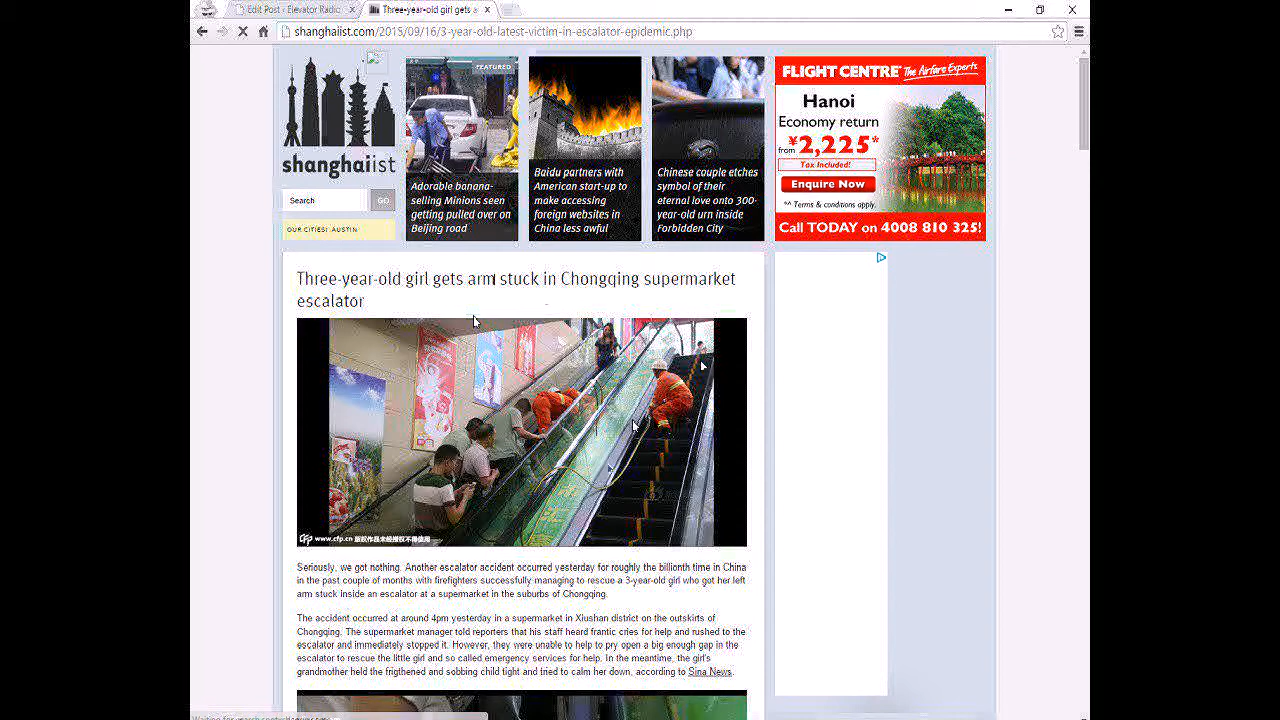 Edit Post ‹ Elevator Radio
Three-year-old girl gets a
shanghaiist.com/2015/09/16/3-year-old-latest-victim-in-escalator-epidemic.php
shanghaiist
Search
GO
OUR CITIES: AUSTIN
FEATURED
Adorable banana-
selling Minions seen
getting pulled over on
Beijing road
Baidu partners with
American start-up to
make accessing
foreign websites in
China less awful
Chinese couple etches
symbol of their
eternal love onto 300-
year-old urn inside
Forbidden City
FLIGHT CENTRE The Airfare Experts
Hanoi
Economy return
from ¥2,225*
Tax Included!
Enquire Now
*^ Terms & conditions apply.
Call TODAY on 4008 810 325!
Three-year-old girl gets arm stuck in Chongqing supermarket
escalator
CFP www.cfp.cn 版权作品未经授权不得使用
Seriously, we got nothing. Another escalator accident occurred yesterday for roughly the billionth time in China
in the past couple of months with firefighters successfully managing to rescue a 3-year-old girl who got her left
arm stuck inside an escalator at a supermarket in the suburbs of Chongqing.
The accident occurred at around 4pm yesterday in a supermarket in Xiushan district on the outskirts of
Chongqing. The supermarket manager told reporters that his staff heard frantic cries for help and rushed to the
escalator and immediately stopped it. However, they were unable to help to pry open a big enough gap in the
escalator to rescue the little girl and so called emergency services for help. In the meantime, the girl's
grandmother held the frigthened and sobbing child tight and tried to calm her down, according to Sina News.